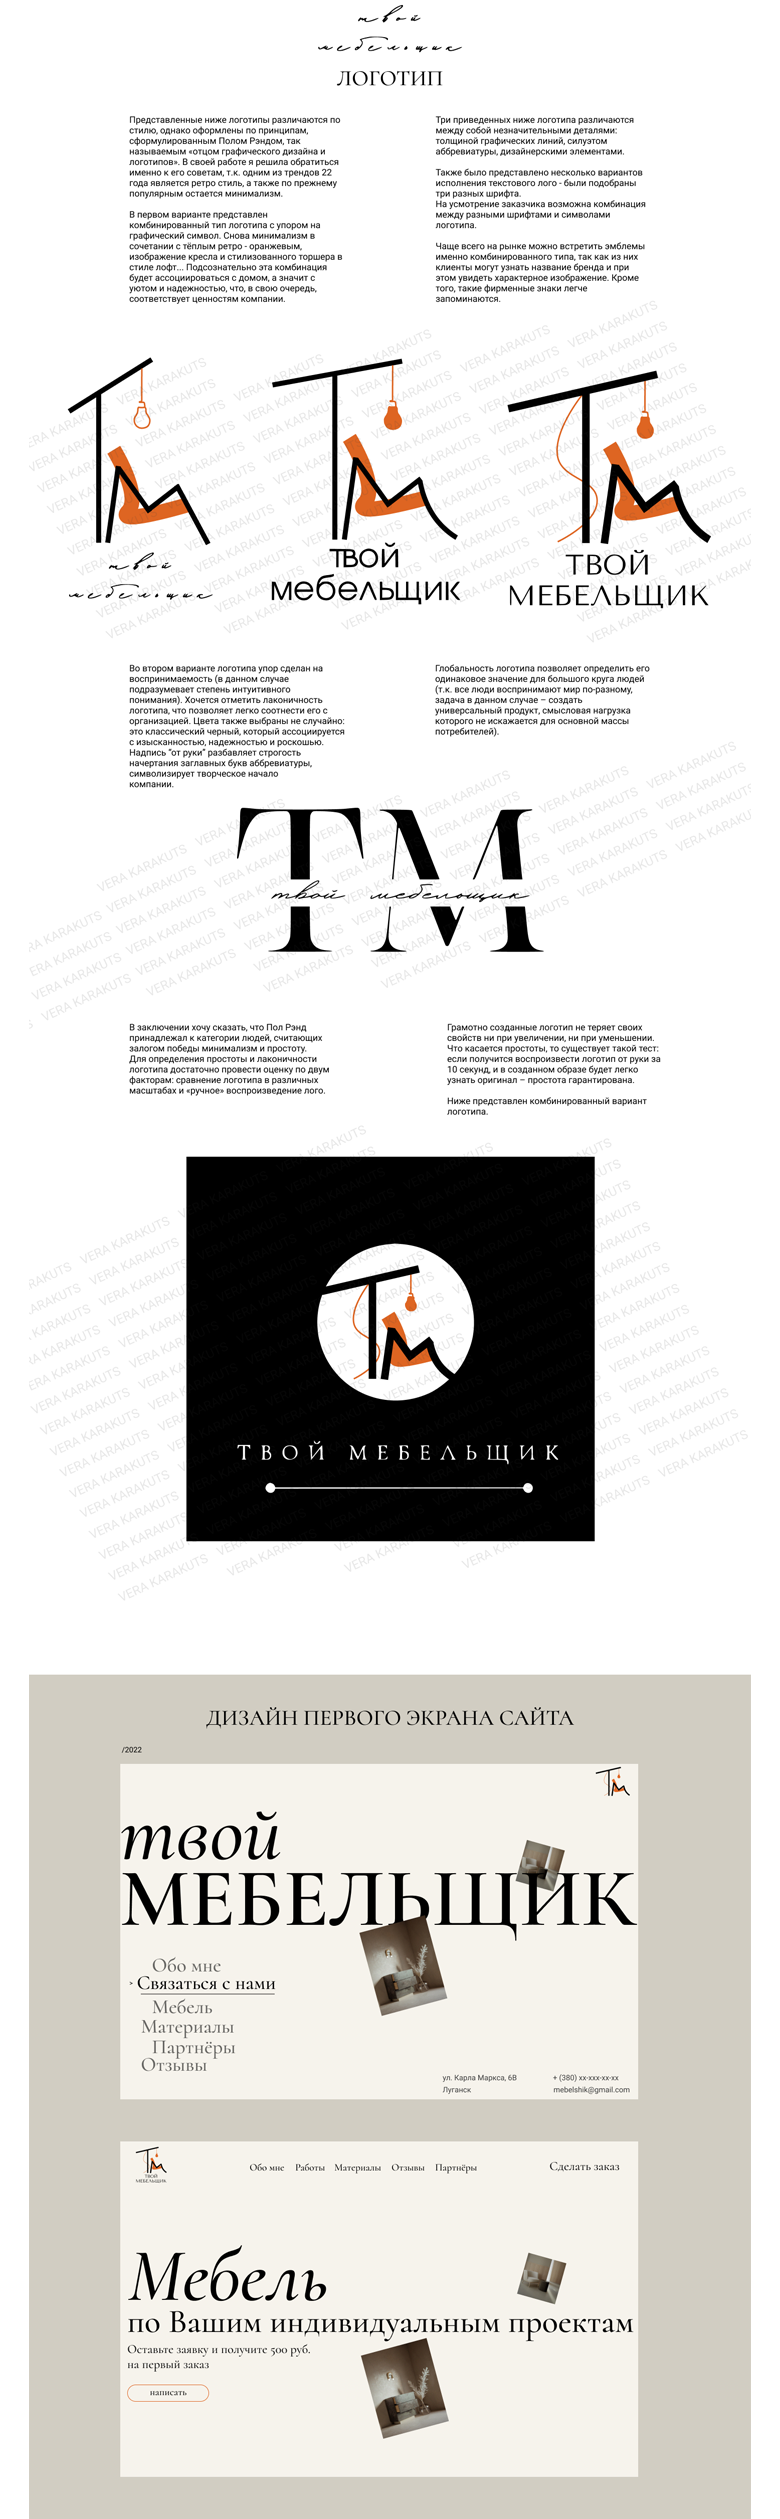 твой
мебельщик
ЛОГОТИП
Представленные ниже логотипы различаются по
стилю, однако оформлены по принципам,
сформулированным Полом Рэндом, так
называемым «отцом графического дизайна и
логотипов». В своей работе я решила обратиться
именно к его советам, т.к. одним из трендов 22
года является ретро стиль, а также по прежнему
популярным остается минимализм.
В первом варианте представлен
комбинированный тип логотипа с упором на
графический символ. Снова минимализм в
сочетании с тёплым ретро - оранжевым,
изображение кресла и стилизованного торшера в
стиле лофт... Подсознательно эта комбинация
будет ассоциироваться с домом, а значит с
уютом и надежностью, что, в свою очередь,
соответствует ценностям компании.
Три приведенных ниже логотипа различаются
между собой незначительными деталями:
толщиной графических линий, силуэтом
аббревиатуры, дизайнерскими элементами.
Также было представлено несколько вариантов
исполнения текстового лого - были подобраны
три разных шрифта.
На усмотрение заказчика возможна комбинация
между разными шрифтами и символами
логотипа.
Чаще всего на рынке можно встретить эмблемы
именно комбинированного типа, так как из них
клиенты могут узнать название бренда и при
этом увидеть характерное изображение. Кроме
того, такие фирменные знаки легче
запоминаются.
VERA KARAKUTS
Тм
твой
мебельщик
Тм
твой
мебельщик
Тм
ТВОЙ
МЕБЕЛЬЩИК
Во втором варианте логотипа упор сделан на
воспринимаемость (в данном случае
подразумевает степень интуитивного
понимания). Хочется отметить лаконичность
логотипа, что позволяет легко соотнести его с
организацией. Цвета также выбраны не случайно:
это классический черный, который ассоциируется
с изысканностью, надежностью и роскошью.
Надпись "от руки" разбавляет строгость
начертания заглавных букв аббревиатуры,
символизирует творческое начало
компании.
Глобальность логотипа позволяет определить его
одинаковое значение для большого круга людей
(т.к. все люди воспринимают мир по-разному,
задача в данном случае – создать
универсальный продукт, смысловая нагрузка
которого не искажается для основной массы
потребителей).
VERA KARAKUTS
ТМ
твой мебельщик
В заключении хочу сказать, что Пол Рэнд
принадлежал к категории людей, считающих
залогом победы минимализм и простоту.
Для определения простоты и лаконичности
логотипа достаточно провести оценку по двум
факторам: сравнение логотипа в различных
масштабах и «ручное» воспроизведение лого.
Грамотно созданные логотип не теряет своих
свойств ни при увеличении, ни при уменьшении.
Что касается простоты, то существует такой тест:
если получится воспроизвести логотип от руки за
10 секунд, и в созданном образе будет легко
узнать оригинал – простота гарантирована.
Ниже представлен комбинированный вариант
логотипа.
VERA KARAKUTS
Тм
ТВОЙ МЕБЕЛЬЩИК
ДИЗАЙН ПЕРВОГО ЭКРАНА САЙТА
/2022
Тм
твой
МЕБЕЛЬЩИК
Обо мне
> Связаться с нами
Мебель
Материалы
Партнёры
Отзывы
ул. Карла Маркса, 6В
Луганск
+ (380) xx-xxx-xx-xx
mebelshik@gmail.com
Тм
ТВОЙ
МЕБЕЛЬЩИК
Обо мне Работы Материалы Отзывы Партнёры
Сделать заказ
Мебель
по Вашим индивидуальным проектам
Оставьте заявку и получите 500 руб.
на первый заказ
написать